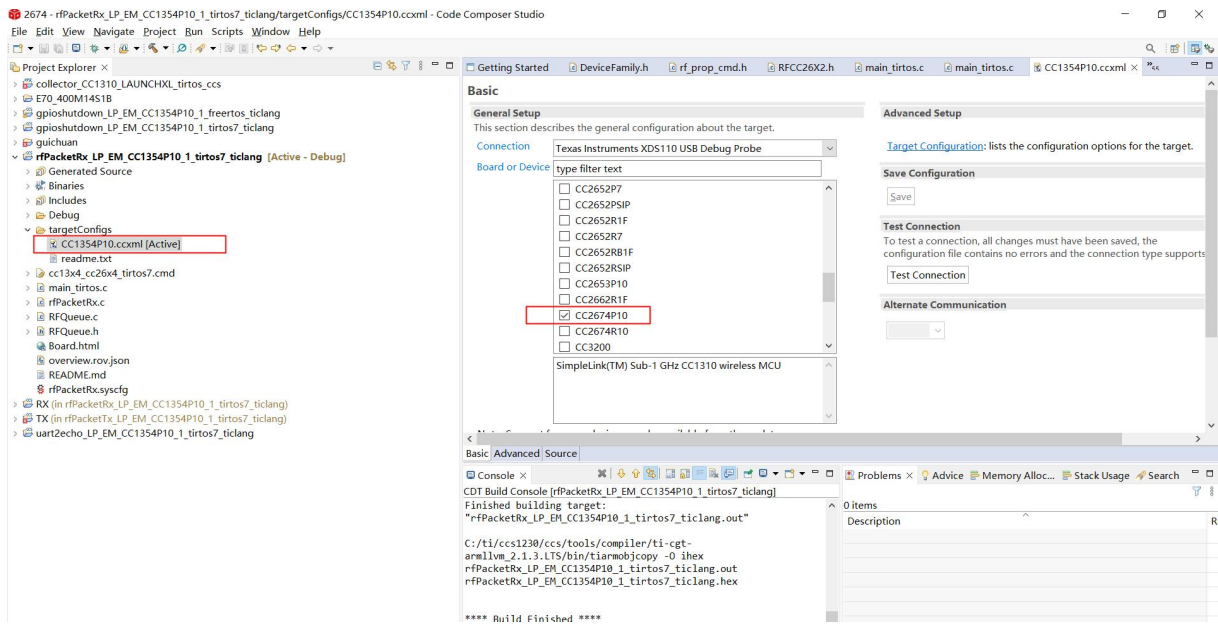 2674 - rfPacketRx_LP_EM_CC1354P10_1_tirtos7_ticlang/targetConfigs/CC1354P10.ccxml - Code Composer Studio
File Edit View Navigate Project Run Scripts Window Help
Project Explorer
collector_CC1310_LAUNCHXL_tirtos_ccs
E70_400M14S1B
gpioshutdown_LP_EM_CC1354P10_1_freertos_ticlang
gpioshutdown_LP_EM_CC1354P10_1_tirtos7_ticlang
guichuan
rfPacketRx_LP_EM_CC1354P10_1_tirtos7_ticlang [Active - Debug]
Generated Source
Binaries
Includes
Debug
targetConfigs
CC1354P10.ccxml [Active]
readme.txt
cc13x4_cc26x4_tirtos7.cmd
main_tirtos.c
rfPacketRx.c
RFQueue.c
RFQueue.h
Board.html
overview.rov.json
README.md
rfPacketRx.syscfg
RX (in rfPacketRx_LP_EM_CC1354P10_1_tirtos7_ticlang)
TX (in rfPacketTx_LP_EM_CC1354P10_1_tirtos7_ticlang)
uart2echo_LP_EM_CC1354P10_1_tirtos7_ticlang
Getting Started DeviceFamily.h rf_prop_cmd.h RFCC26X2.h main_tirtos.c main_tirtos.c CC1354P10.ccxml
Basic
General Setup
This section describes the general configuration about the target.
Connection Texas Instruments XDS110 USB Debug Probe
Board or Device type filter text
CC2652P7
CC2652PSIP
CC2652R1F
CC2652R7
CC2652RB1F
CC2652RSIP
CC2653P10
CC2662R1F
CC2674P10
CC2674R10
CC3200
SimpleLink(TM) Sub-1 GHz CC1310 wireless MCU
Advanced Setup
Target Configuration: lists the configuration options for the target.
Save Configuration
Save
Test Connection
To test a connection, all changes must have been saved, the
configuration file contains no errors and the connection type supports
Test Connection
Alternate Communication
Basic Advanced Source
Console
CDT Build Console [rfPacketRx_LP_EM_CC1354P10_1_tirtos7_ticlang]
Finished building target:
"rfPacketRx_LP_EM_CC1354P10_1_tirtos7_ticlang.out"
C:/ti/ccs1230/ccs/tools/compiler/ti-cgt-
armllvm_2.1.3.LTS/bin/tiarmobjcopy -O ihex
rfPacketRx_LP_EM_CC1354P10_1_tirtos7_ticlang.out
rfPacketRx_LP_EM_CC1354P10_1_tirtos7_ticlang.hex
**** Build Finished ****
Problems Advice Memory Alloc... Stack Usage Search
0 items
Description R